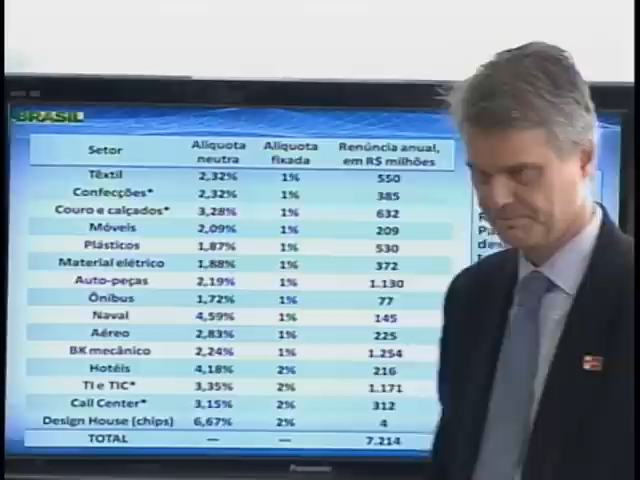 BRASIL
Setor Alíquota neutra Alíquota fixada Renúncia anual, em R$ milhões
Têxtil 2,32% 1% 550
Confecções* 2,32% 1% 385
Couro e calçados* 3,28% 1% 632
Móveis 2,09% 1% 209
Plásticos 1,87% 1% 530
Material elétrico 1,88% 1% 372
Auto-peças 2,19% 1% 1.130
Ônibus 1,72% 1% 77
Naval 4,59% 1% 145
Aéreo 2,83% 1% 225
BK mecânico 2,24% 1% 1.254
Hotéis 4,18% 2% 216
TI e TIC* 3,35% 2% 1.171
Call Center* 3,15% 2% 312
Design House (chips) 6,67% 2% 4
TOTAL — — 7.214
Panasonic